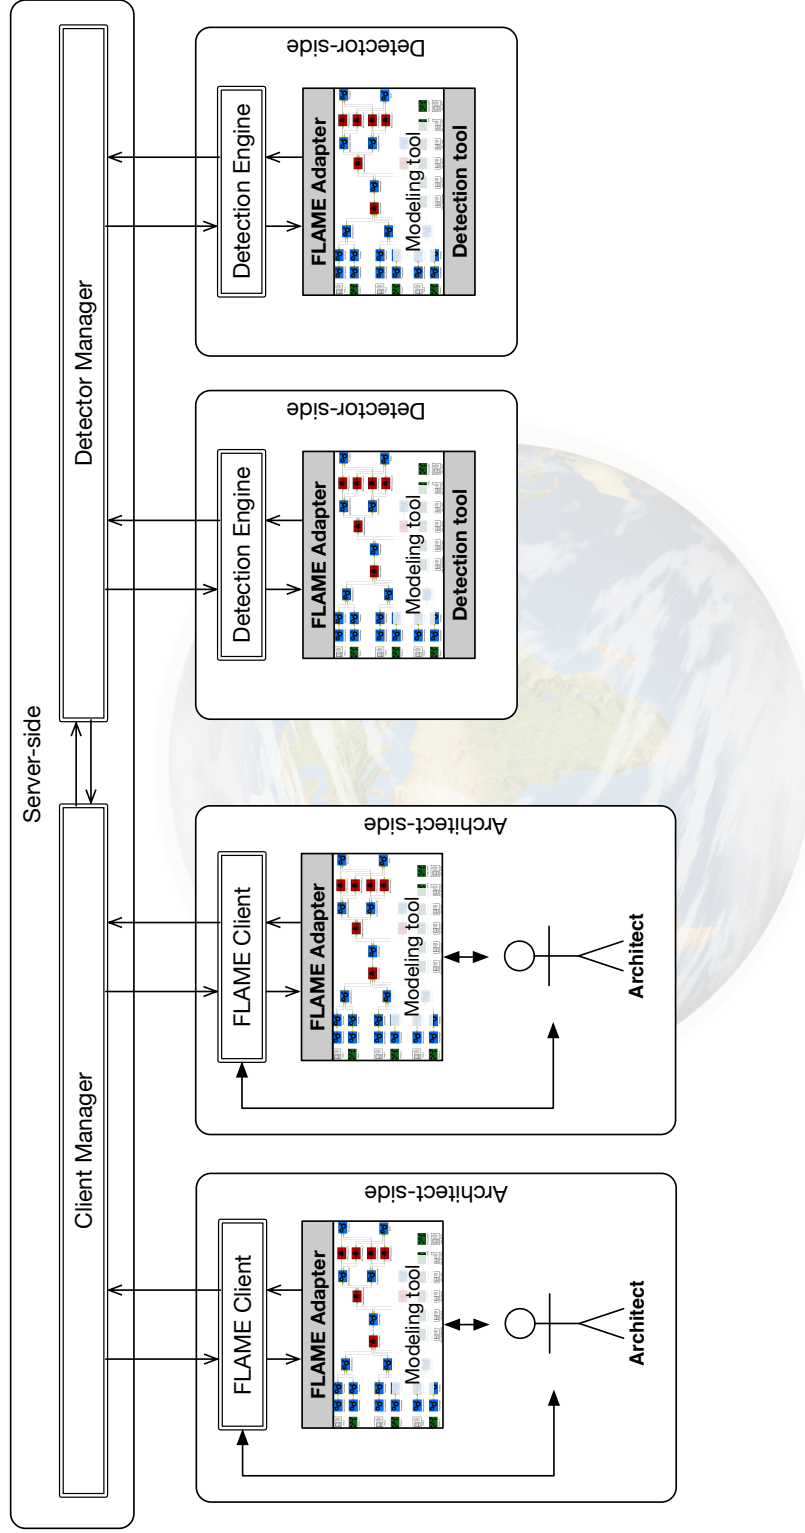 Server-side
Client Manager
Detector Manager
FLAME Client
FLAME Adapter
Modeling tool
Architect
Architect-side
FLAME Client
FLAME Adapter
Modeling tool
Architect
Architect-side
Detection Engine
FLAME Adapter
Modeling tool
Detection tool
Detector-side
Detection Engine
FLAME Adapter
Modeling tool
Detection tool
Detector-side